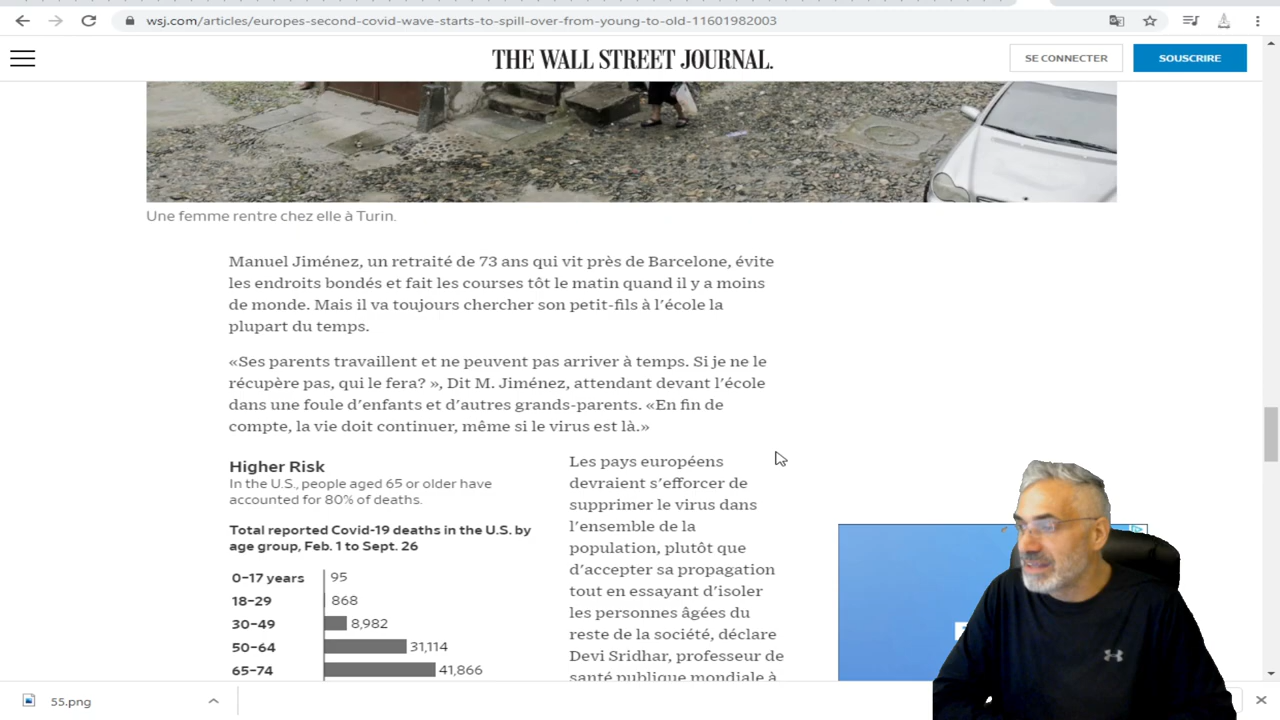 wsj.com/articles/europes-second-covid-wave-starts-to-spill-over-from-young-to-old-11601982003
THE WALL STREET JOURNAL.
SE CONNECTER
SOUSCRIRE
Une femme rentre chez elle à Turin.
Manuel Jiménez, un retraité de 73 ans qui vit près de Barcelone, évite
les endroits bondés et fait les courses tôt le matin quand il y a moins
de monde. Mais il va toujours chercher son petit-fils à l'école la
plupart du temps.
«Ses parents travaillent et ne peuvent pas arriver à temps. Si je ne le
récupère pas, qui le fera? », Dit M. Jiménez, attendant devant l'école
dans une foule d'enfants et d'autres grands-parents. «En fin de
compte, la vie doit continuer, même si le virus est là.»
Higher Risk
In the U.S., people aged 65 or older have
accounted for 80% of deaths.
Total reported Covid-19 deaths in the U.S. by
age group, Feb. 1 to Sept. 26
0–17 years 95
18–29 868
30–49 8,982
50–64 31,114
65–74 41,866
Les pays européens
devraient s'efforcer de
supprimer le virus dans
l'ensemble de la
population, plutôt que
d'accepter sa propagation
tout en essayant d'isoler
les personnes âgées du
reste de la société, déclare
Devi Sridhar, professeur de
santé publique mondiale à
55.png